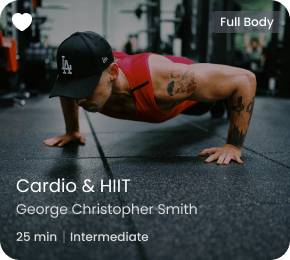 Full Body
LA
Cardio & HIIT
George Christopher Smith
25 min | Intermediate